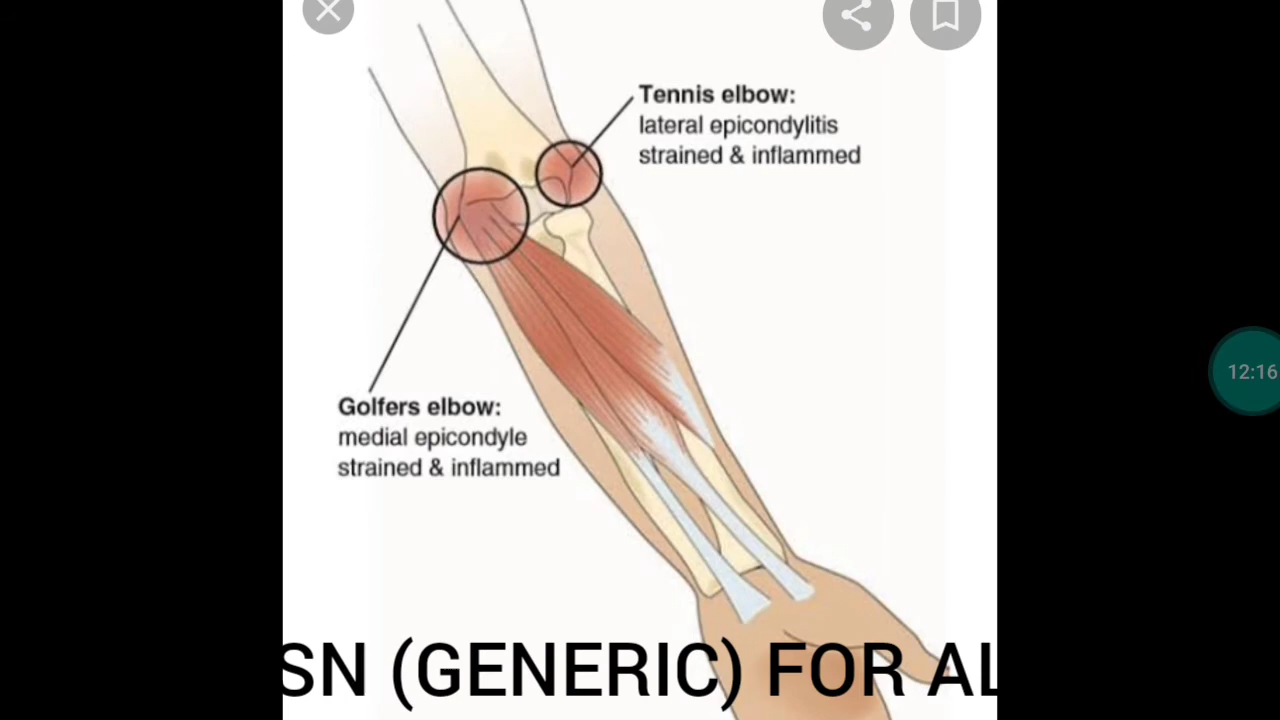 Tennis elbow:
lateral epicondylitis
strained & inflammed
12:16
Golfers elbow:
medial epicondyle
strained & inflammed
SN (GENERIC) FOR AL